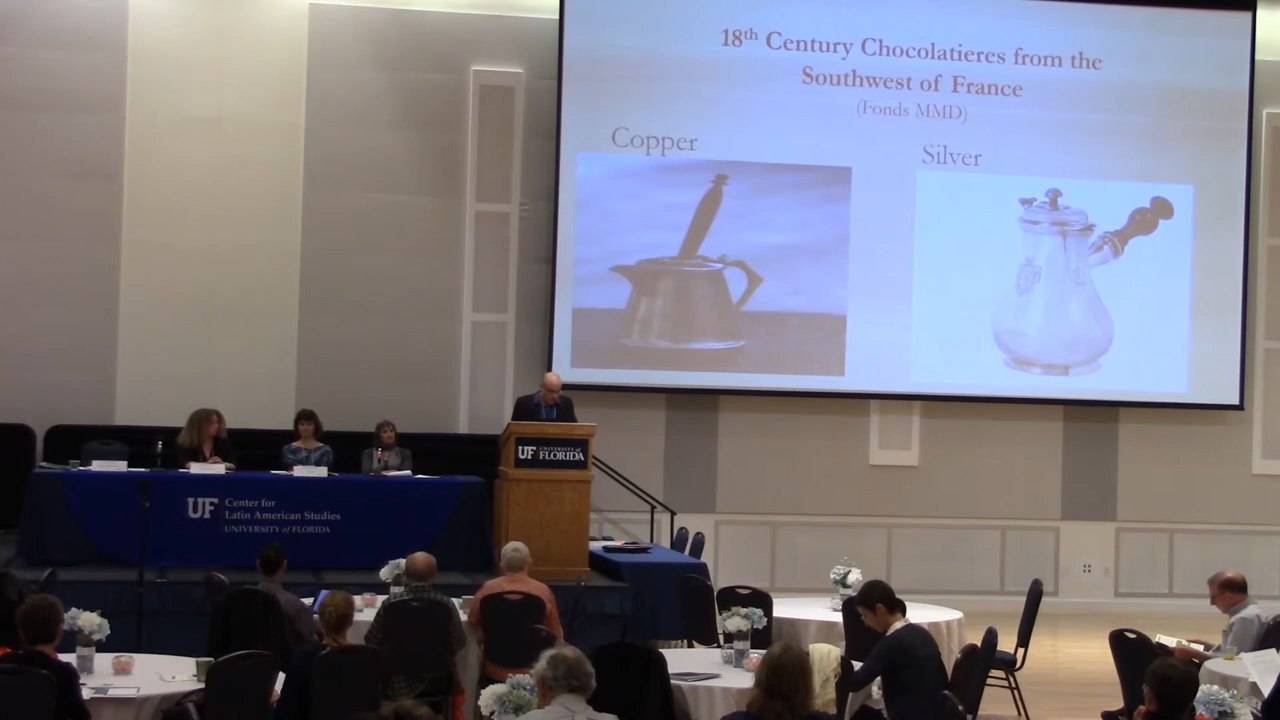 18th Century Chocolatieres from the
Southwest of France
(Fonds MMD)
Copper
Silver
UF UNIVERSITY of
FLORIDA
UF Center for
Latin American Studies
UNIVERSITY of FLORIDA